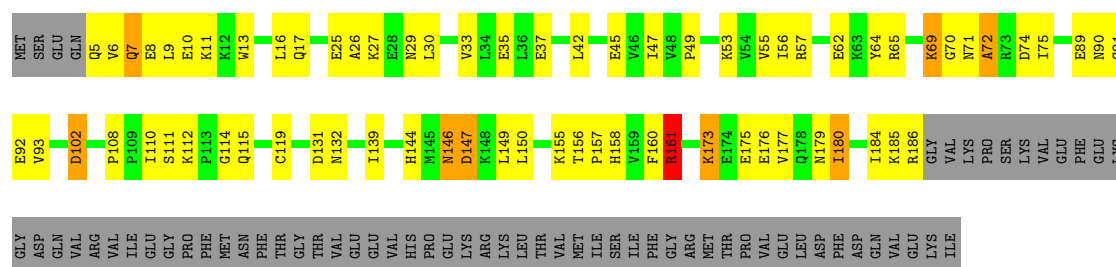 MET SER GLU GLN Q5 V6 Q7 E8 L9 E10 K11 K12 W13 L16 Q17 E25 A26 K27 E28 N29 L30 V33 L34 E35 L36 E37 L42 E45 V46 I47 V48 P49 K53 V54 V55 I56 R57 E62 K63 Y64 R65 K69 G70 N71 A72 R73 D74 I75 E89 N90
E92 V93 D102 P108 P109 I110 S111 K112 P113 G114 Q115 C119 D131 N132 I139 H144 M145 N146 D147 K148 L149 L150 K155 T156 P157 H158 V159 F160 R161 K173 E174 E175 E176 V177 Q178 N179 I180 I184 K185 R186 GLY VAL LYS PRO SER LYS VAL GLU PHE GLU
GLY ASP GLN VAL ARG VAL ILE GLU GLY PRO PHE MET ASN PHE THR GLY THR VAL GLU GLU VAL HIS PRO GLU LYS ARG LYS LEU THR VAL MET ILE SER ILE PHE GLY ARG MET THR PRO VAL GLU LEU ASP PHE ASP GLN VAL GLU LYS ILE